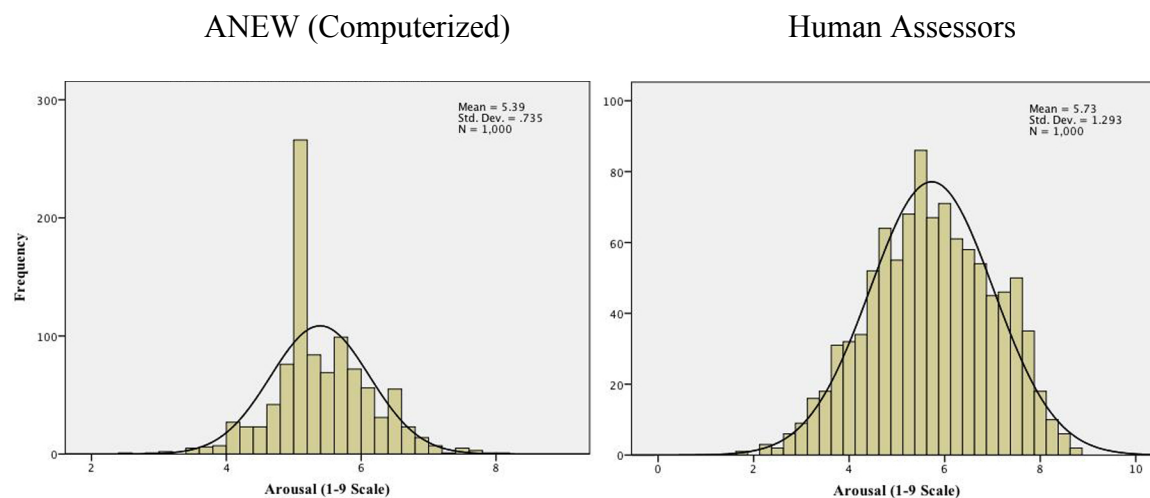 ANEW (Computerized)
Human Assessors
300
200
100
0
Frequency
Mean = 5.39
Std. Dev. = .735
N = 1,000
2
4
6
8
Arousal (1-9 Scale)
100
80
60
40
20
0
Mean = 5.73
Std. Dev. = 1.293
N = 1,000
0
2
4
6
8
10
Arousal (1-9 Scale)